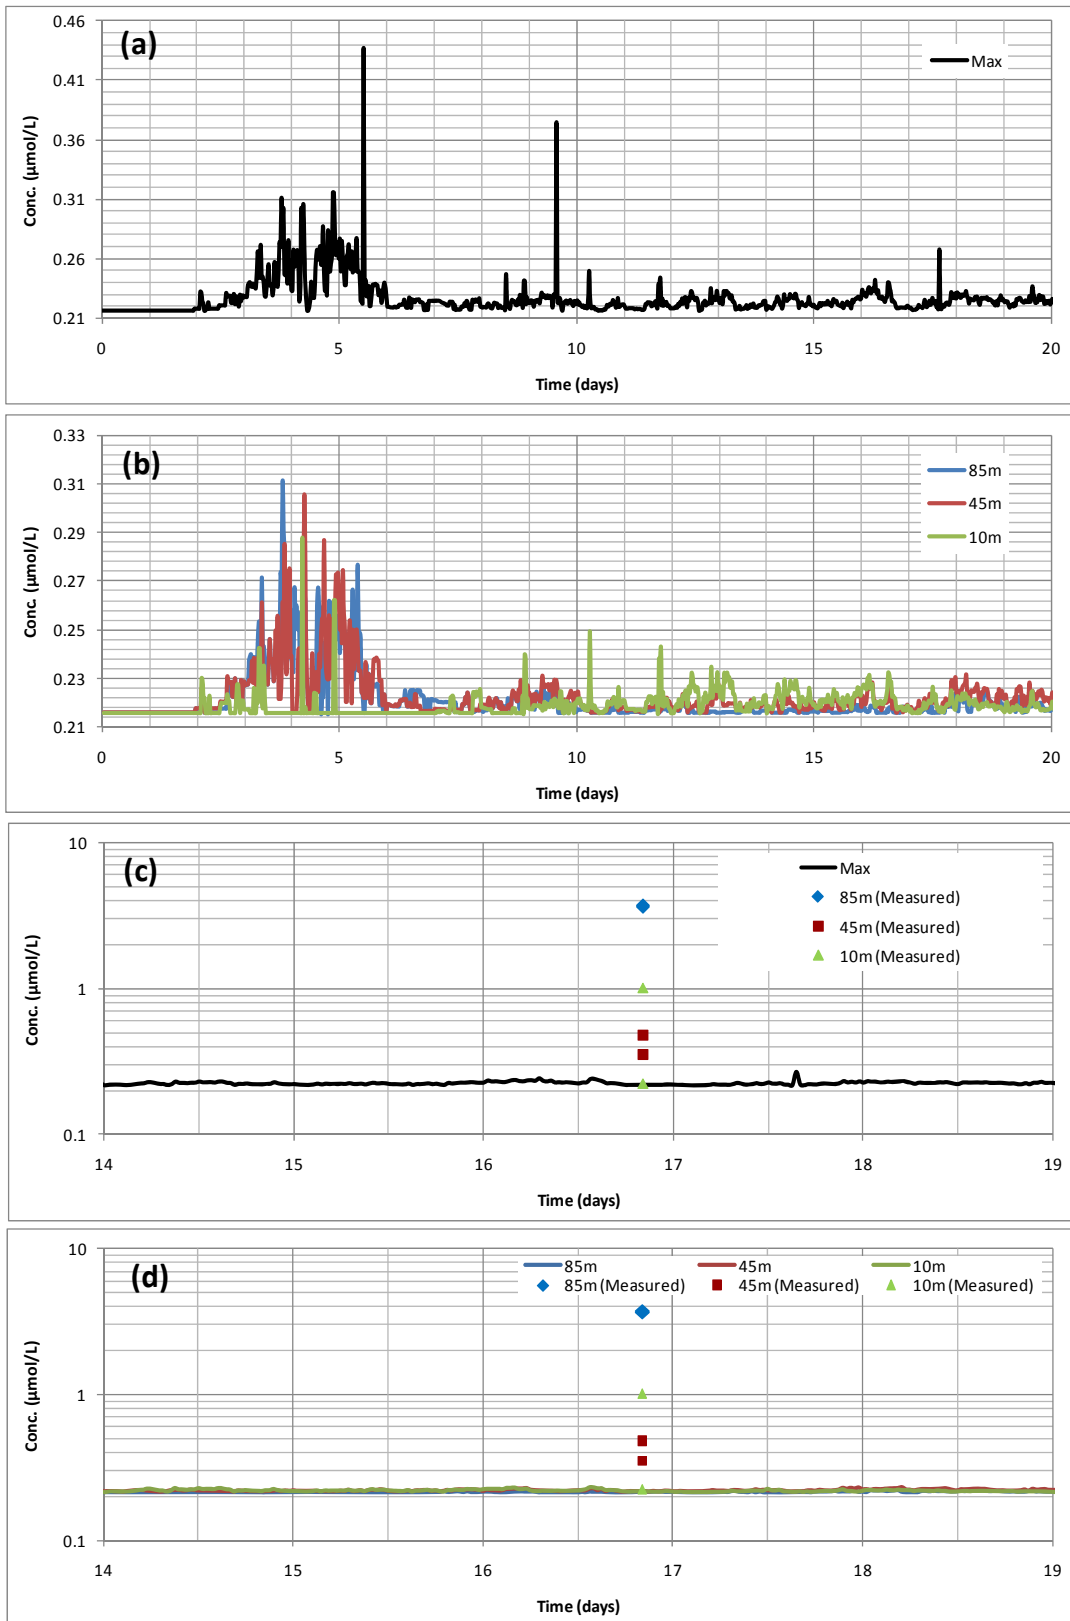 (a)
Max
Conc. (µmol/L)
0.46
0.41
0.36
0.31
0.26
0.21
0 5 10 15 20
Time (days)
(b)
85m
45m
10m
Conc. (µmol/L)
0.33
0.31
0.29
0.27
0.25
0.23
0.21
0 5 10 15 20
Time (days)
(c)
Max
85m (Measured)
45m (Measured)
10m (Measured)
Conc. (µmol/L)
10
1
0.1
14 15 16 17 18 19
Time (days)
(d)
85m 45m 10m
85m (Measured) 45m (Measured) 10m (Measured)
Conc. (µmol/L)
10
1
0.1
14 15 16 17 18 19
Time (days)